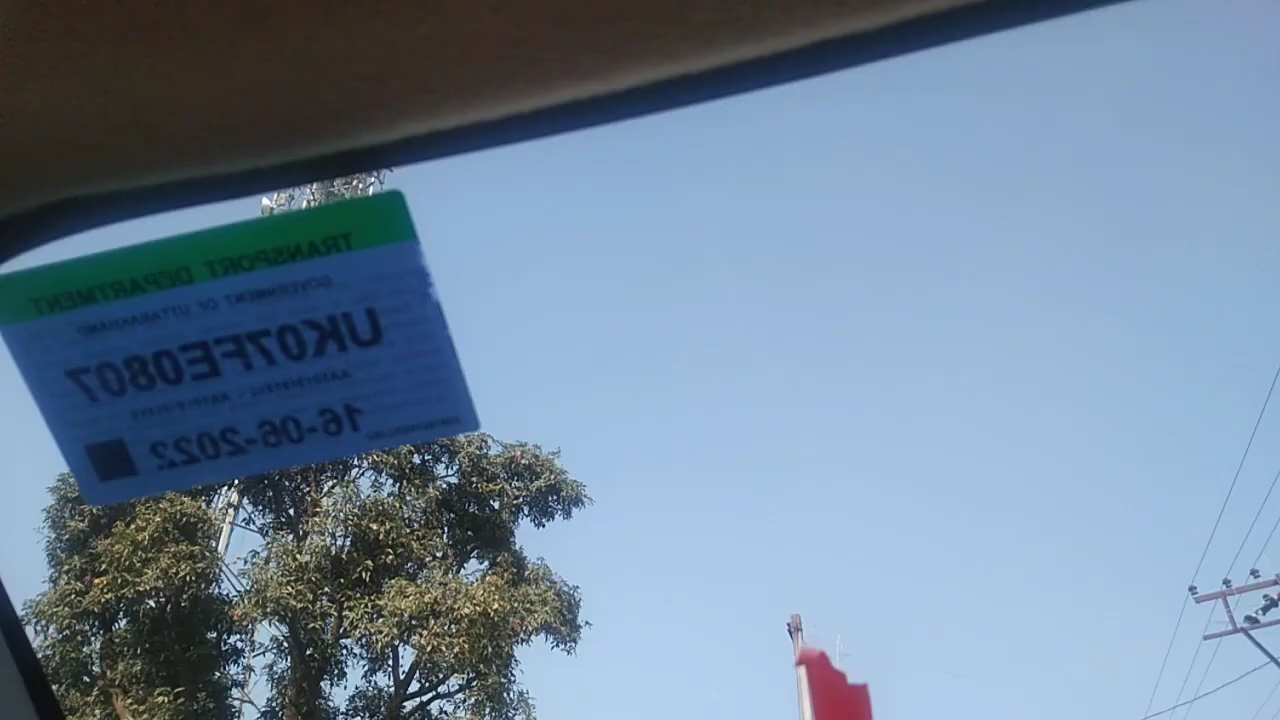 TRANSPORT DEPARTMENT
GOVERNMENT OF UTTARAKHAND
UK07FE0807
16-06-2022